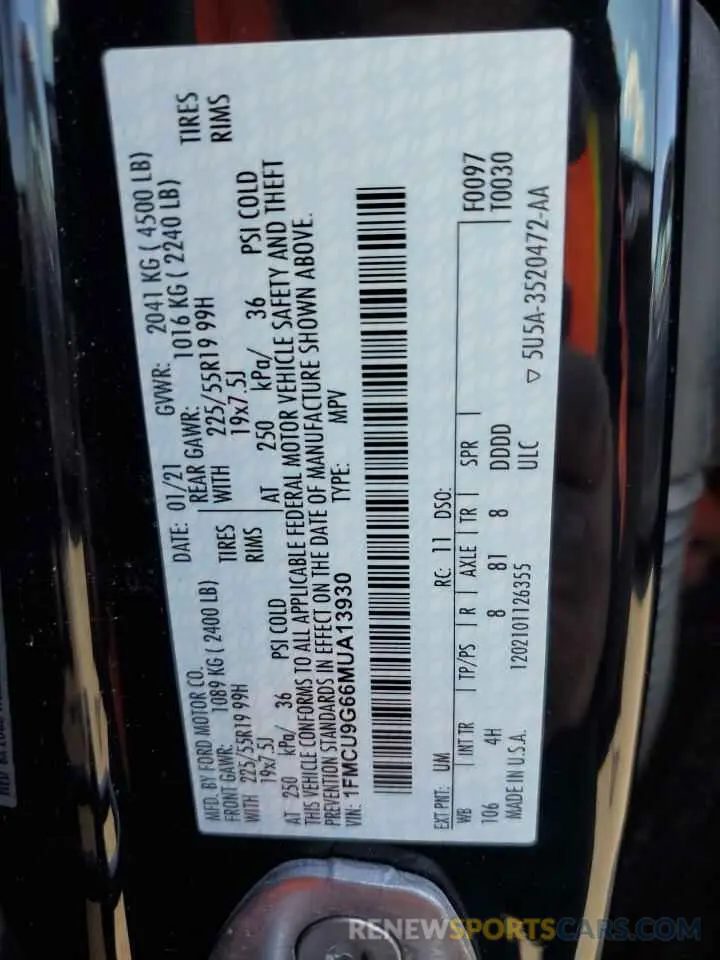 MFD. BY FORD MOTOR CO.
DATE: 01/21 GVWR: 2041 KG ( 4500 LB)
FRONT GAWR: 1089 KG ( 2400 LB) REAR GAWR: 1016 KG ( 2240 LB)
WITH 225/55R19 99H TIRES WITH 225/55R19 99H TIRES
19x7.5J RIMS 19x7.5J RIMS
AT 250 kPa/ 36 PSI COLD AT 250 kPa/ 36 PSI COLD
THIS VEHICLE CONFORMS TO ALL APPLICABLE FEDERAL MOTOR VEHICLE SAFETY AND THEFT
PREVENTION STANDARDS IN EFFECT ON THE DATE OF MANUFACTURE SHOWN ABOVE.
VIN: 1FMCU9G66MUA13930 TYPE: MPV
EXT PNT: UM RC: 11 DSO: F0097
WB INT TR TP/PS R AXLE TR SPR T0030
106 4H 8 81 8 DDDD
MADE IN U.S.A. 1202101126355 ULC ▽ 5U5A-3520472-AA
RENEWSPORTSCARS.COM